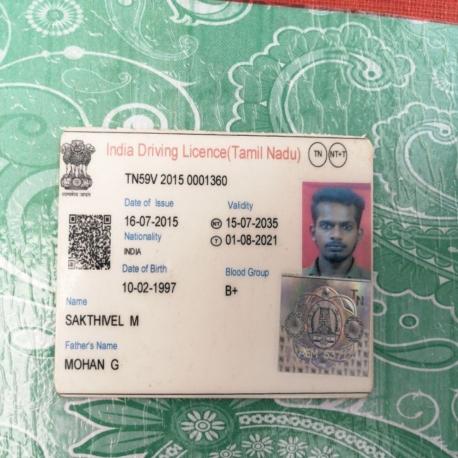 India Driving Licence(Tamil Nadu) TN NT+T
TN59V 2015 0001360
Date of Issue Validity
16-07-2015 NT 15-07-2035
Nationality T 01-08-2021
INDIA
Date of Birth Blood Group
10-02-1997 B+
Name
SAKTHIVEL M
Father's Name
MOHAN G
TN